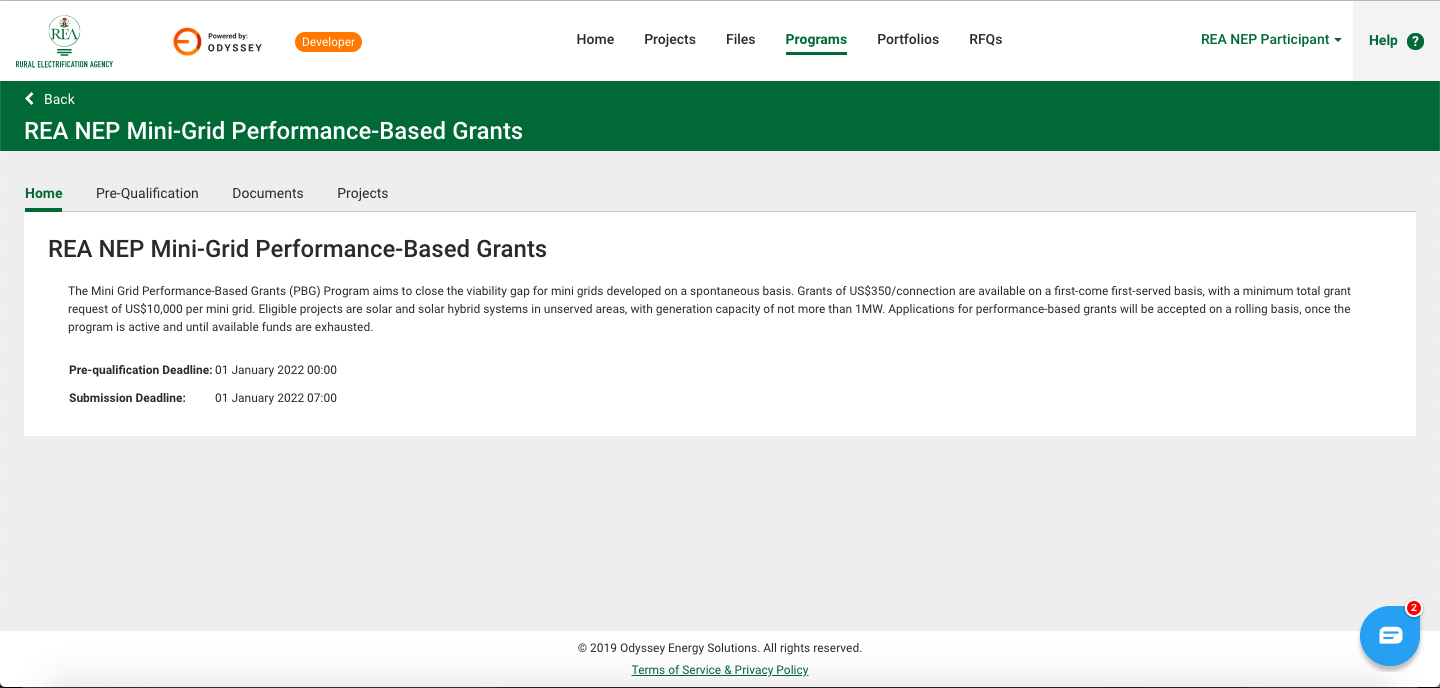 REA
RURAL ELECTRIFICATION AGENCY
Powered by:
ODYSSEY
Developer
Home Projects Files Programs Portfolios RFQs
REA NEP Participant
Help ?
Back
REA NEP Mini-Grid Performance-Based Grants
Home Pre-Qualification Documents Projects
REA NEP Mini-Grid Performance-Based Grants
The Mini Grid Performance-Based Grants (PBG) Program aims to close the viability gap for mini grids developed on a spontaneous basis. Grants of US$350/connection are available on a first-come first-served basis, with a minimum total grant
request of US$10,000 per mini grid. Eligible projects are solar and solar hybrid systems in unserved areas, with generation capacity of not more than 1MW. Applications for performance-based grants will be accepted on a rolling basis, once the
program is active and until available funds are exhausted.
Pre-qualification Deadline: 01 January 2022 00:00
Submission Deadline: 01 January 2022 07:00
2
© 2019 Odyssey Energy Solutions. All rights reserved.
Terms of Service & Privacy Policy